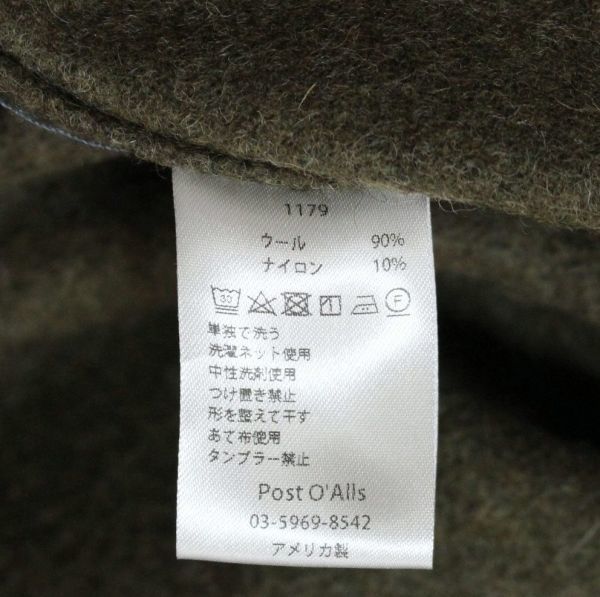 1179
ウール 90%
ナイロン 10%
30 F
単独で洗う
洗濯ネット使用
中性洗剤使用
つけ置き禁止
形を整えて干す
あて布使用
タンブラー禁止
Post O'Alls
03-5969-8542
アメリカ製